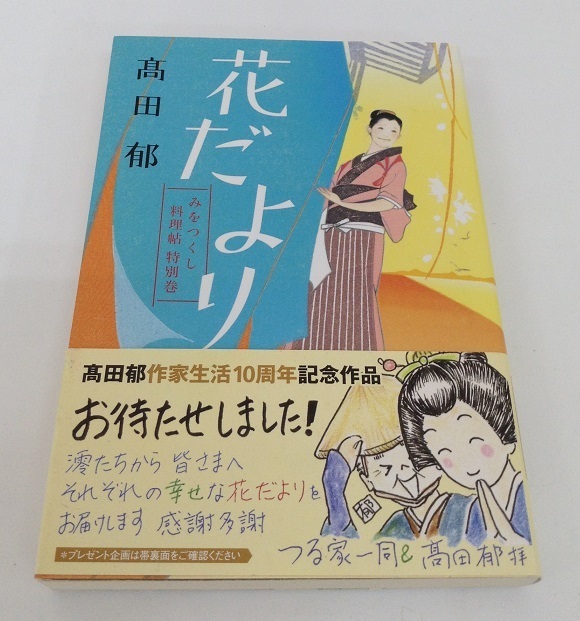 髙田郁
花だより
みをつくし
料理帖 特別巻
髙田郁作家生活10周年記念作品
お待たせしました!
澪たちから 皆さまへ
それぞれの幸せな花だよりを
お届けします 感謝多謝
郁
つる家一同&髙田郁拝
*プレゼント企画は帯裏面をご確認ください